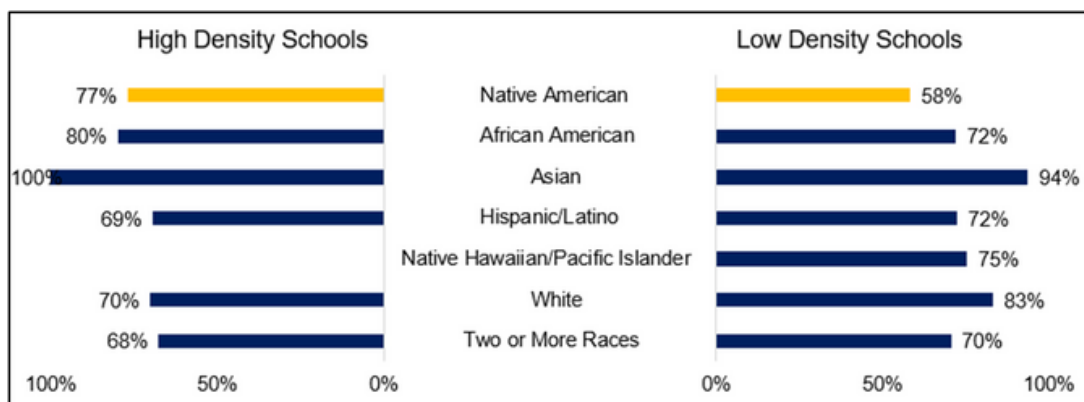 High Density Schools Low Density Schools
77% Native American 58%
80% African American 72%
100% Asian 94%
69% Hispanic/Latino 72%
Native Hawaiian/Pacific Islander 75%
70% White 83%
68% Two or More Races 70%
100% 50% 0% 0% 50% 100%